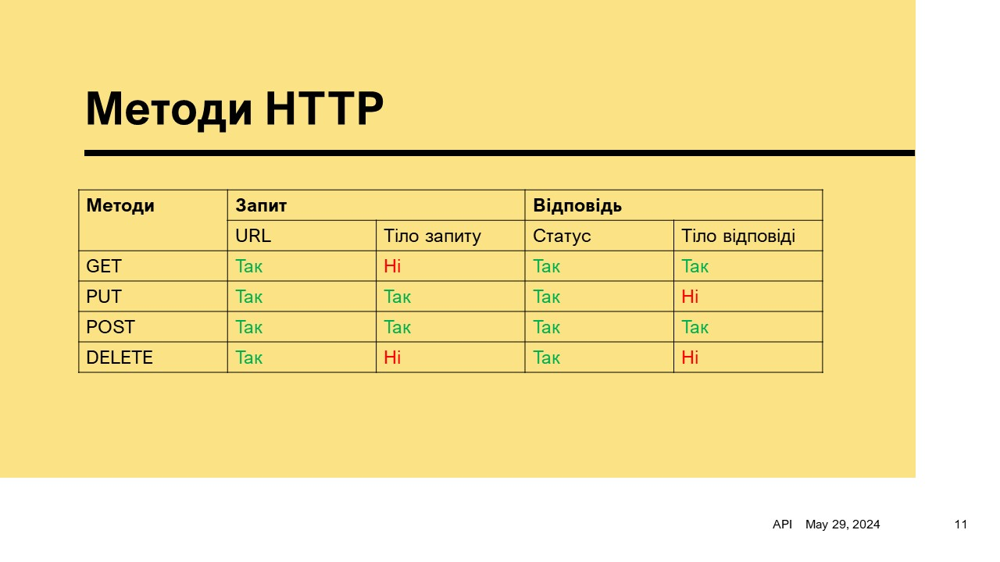 Методи HTTP
Методи Запит Відповідь
URL Тіло запиту Статус Тіло відповіді
GET Так Ні Так Так
PUT Так Так Так Ні
POST Так Так Так Так
DELETE Так Ні Так Ні
API May 29, 2024 11